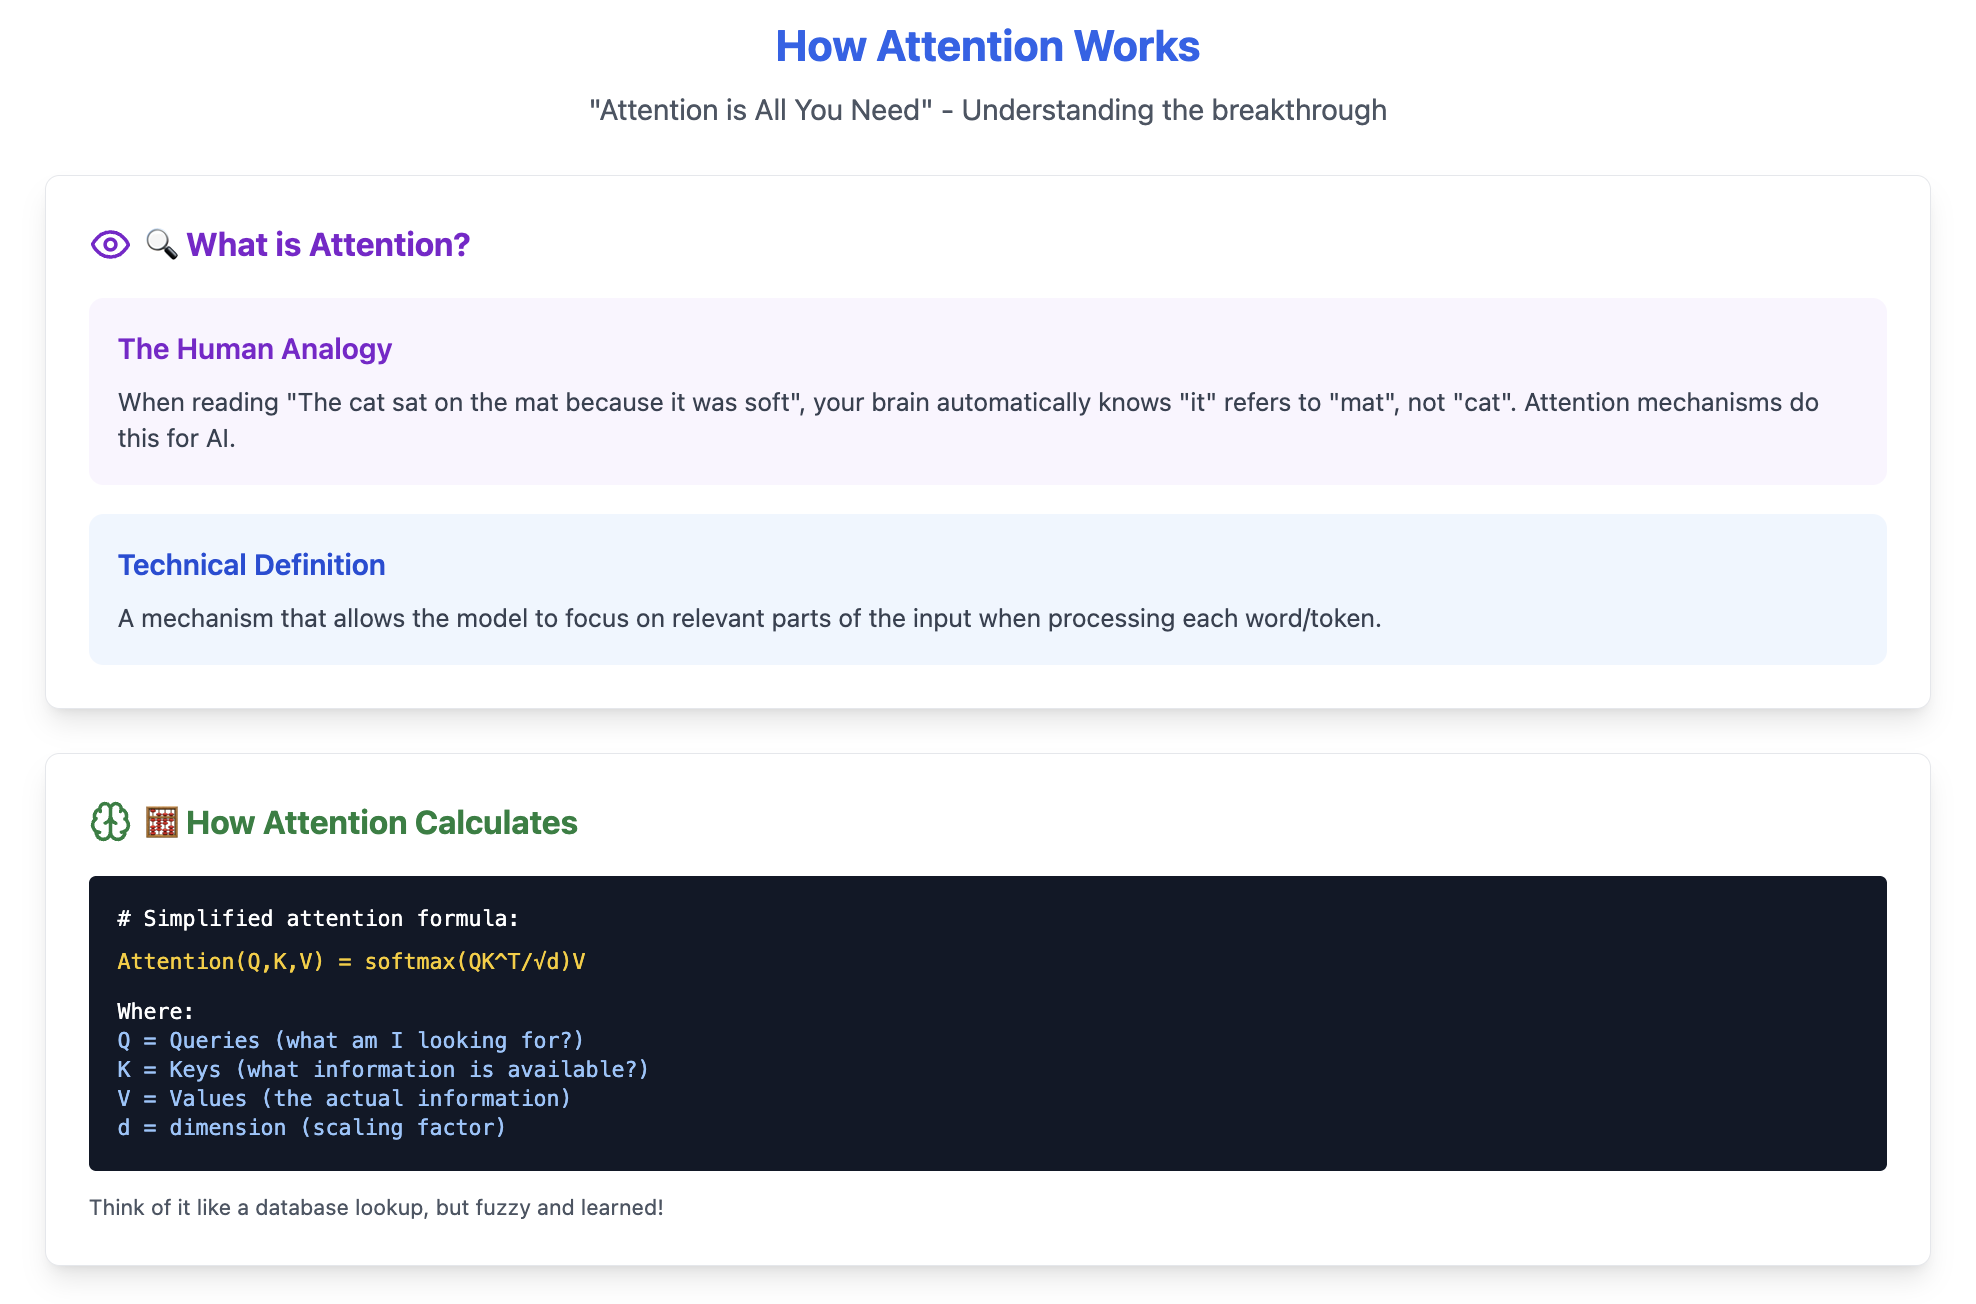 How Attention Works
"Attention is All You Need" - Understanding the breakthrough
What is Attention?
The Human Analogy
When reading "The cat sat on the mat because it was soft", your brain automatically knows "it" refers to "mat", not "cat". Attention mechanisms do
this for AI.
Technical Definition
A mechanism that allows the model to focus on relevant parts of the input when processing each word/token.
How Attention Calculates
# Simplified attention formula:
Attention(Q,K,V) = softmax(QK^T/√d)V
Where:
Q = Queries (what am I looking for?)
K = Keys (what information is available?)
V = Values (the actual information)
d = dimension (scaling factor)
Think of it like a database lookup, but fuzzy and learned!